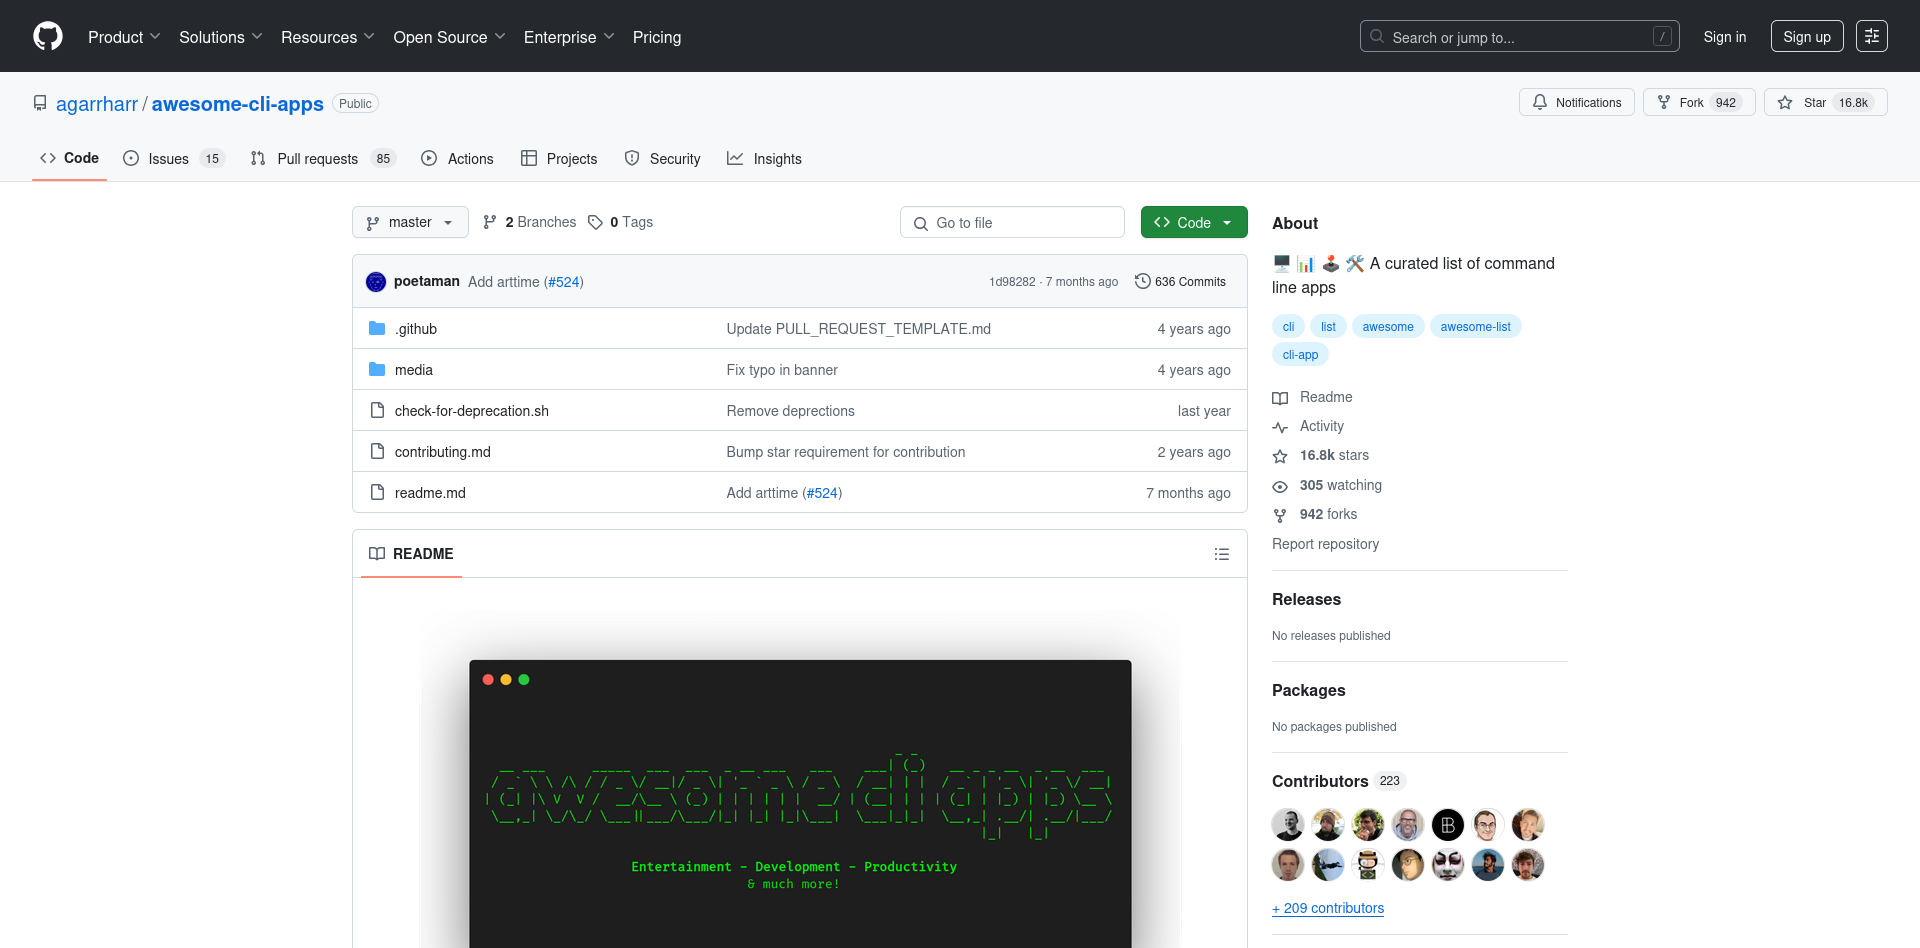 Product
Solutions
Resources
Open Source
Enterprise
Pricing
Search or jump to...
/
Sign in
Sign up
agarrharr / awesome-cli-apps
Public
Notifications
Fork 942
Star 16.8k
Code
Issues 15
Pull requests 85
Actions
Projects
Security
Insights
master
2 Branches
0 Tags
Go to file
Code
poetaman Add arttime (#524)
1d98282 · 7 months ago
636 Commits
.github Update PULL_REQUEST_TEMPLATE.md 4 years ago
media Fix typo in banner 4 years ago
check-for-deprecation.sh Remove deprections last year
contributing.md Bump star requirement for contribution 2 years ago
readme.md Add arttime (#524) 7 months ago
README
awesome cli apps
Entertainment - Development - Productivity
& much more!
About
A curated list of command
line apps
cli list awesome awesome-list
cli-app
Readme
Activity
16.8k stars
305 watching
942 forks
Report repository
Releases
No releases published
Packages
No packages published
Contributors 223
B
+ 209 contributors